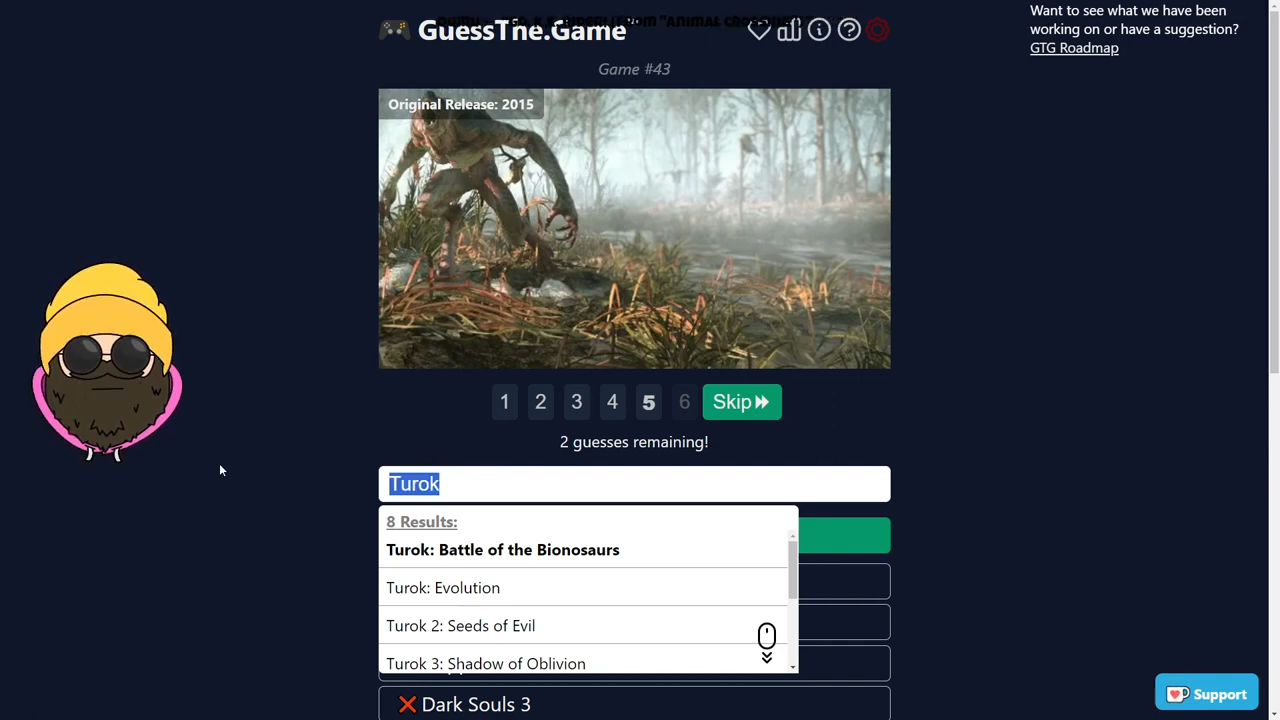 GuessThe.Game™
Want to see what we have been
working on or have a suggestion?
GTG Roadmap
Game #43
Original Release: 2015
1 2 3 4 5 6 Skip
2 guesses remaining!
Turok
8 Results:
Turok: Battle of the Bionosaurs
Turok: Evolution
Turok 2: Seeds of Evil
Turok 3: Shadow of Oblivion
Dark Souls 3
Support